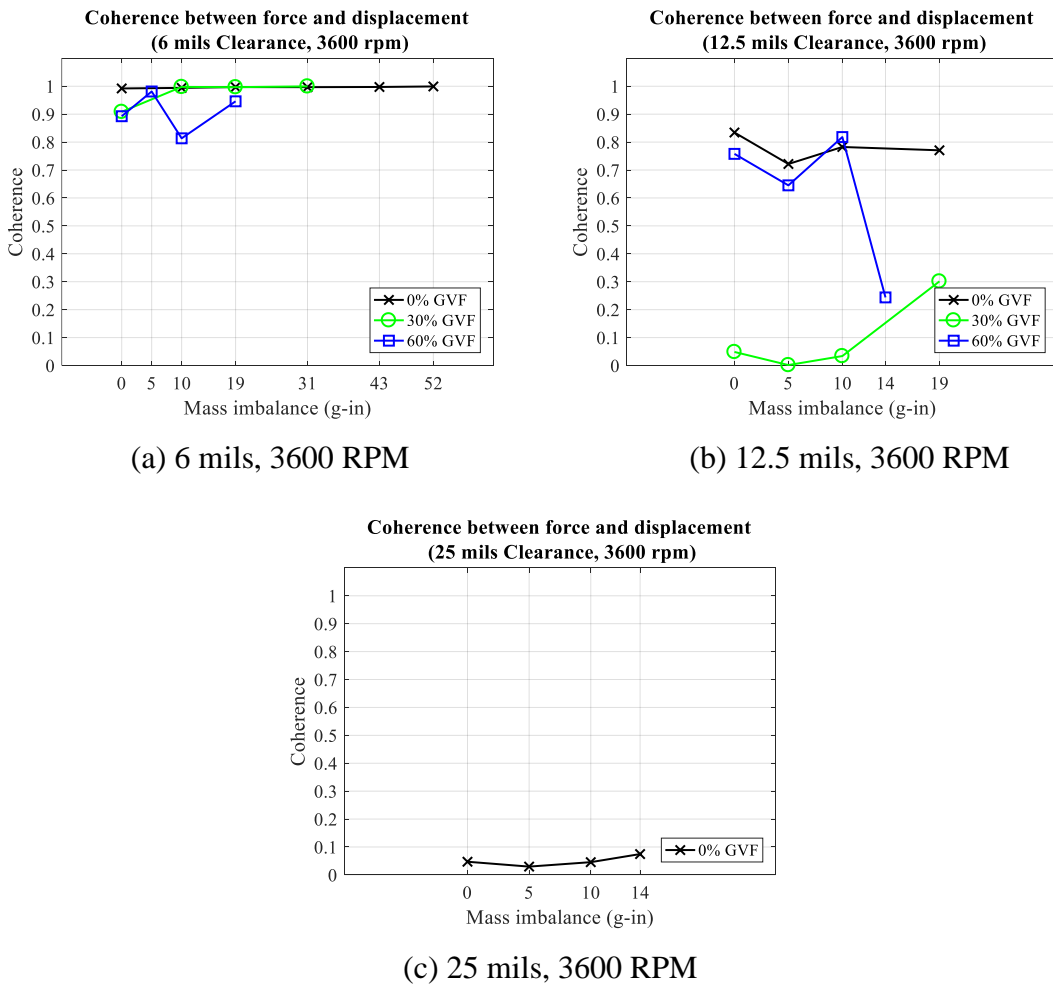 Coherence between force and displacement
(6 mils Clearance, 3600 rpm)
1
0.9
0.8
0.7
0.6
0.5
0.4
0.3
0.2
0.1
0
Coherence
0% GVF
30% GVF
60% GVF
0 5 10 19 31 43 52
Mass imbalance (g-in)
(a) 6 mils, 3600 RPM
Coherence between force and displacement
(12.5 mils Clearance, 3600 rpm)
1
0.9
0.8
0.7
0.6
0.5
0.4
0.3
0.2
0.1
0
Coherence
0% GVF
30% GVF
60% GVF
0 5 10 14 19
Mass imbalance (g-in)
(b) 12.5 mils, 3600 RPM
Coherence between force and displacement
(25 mils Clearance, 3600 rpm)
1
0.9
0.8
0.7
0.6
0.5
0.4
0.3
0.2
0.1
0
Coherence
0% GVF
0 5 10 14
Mass imbalance (g-in)
(c) 25 mils, 3600 RPM